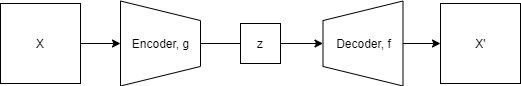 X
Encoder, g
z
Decoder, f
X'